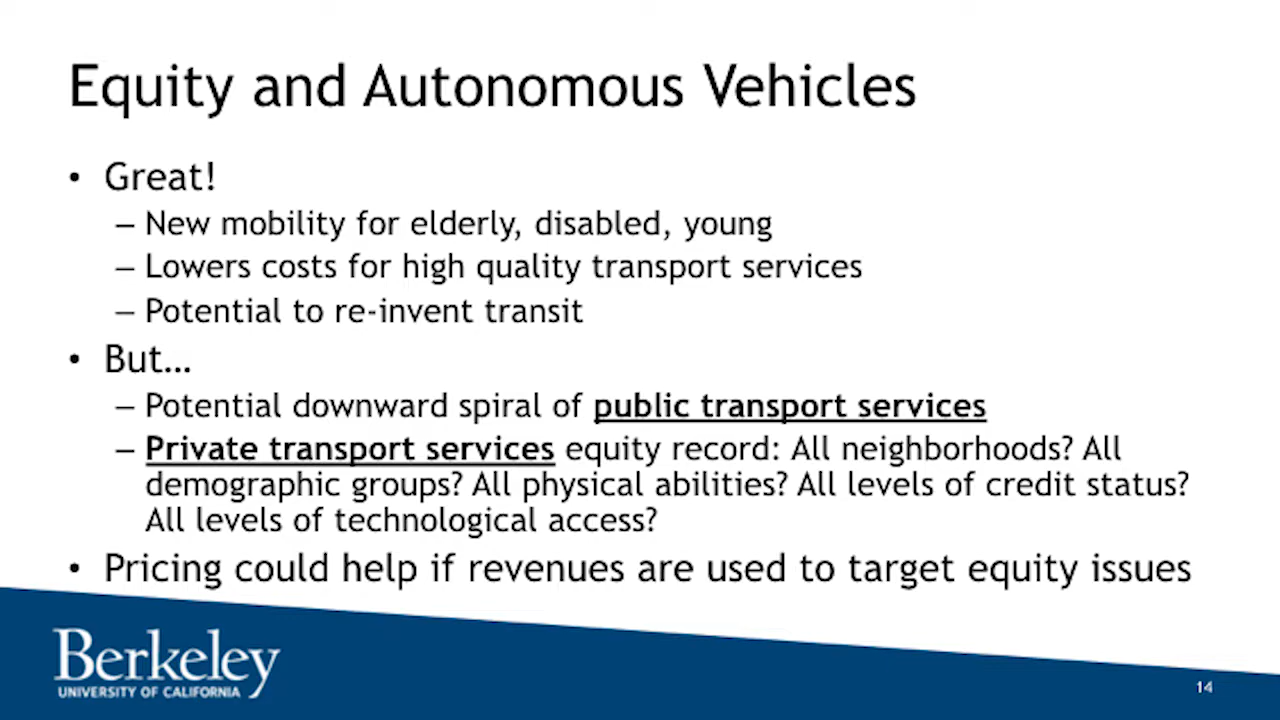 Equity and Autonomous Vehicles
• Great!
– New mobility for elderly, disabled, young
– Lowers costs for high quality transport services
– Potential to re-invent transit
• But…
– Potential downward spiral of public transport services
– Private transport services equity record: All neighborhoods? All
demographic groups? All physical abilities? All levels of credit status?
All levels of technological access?
• Pricing could help if revenues are used to target equity issues
Berkeley
UNIVERSITY OF CALIFORNIA
14